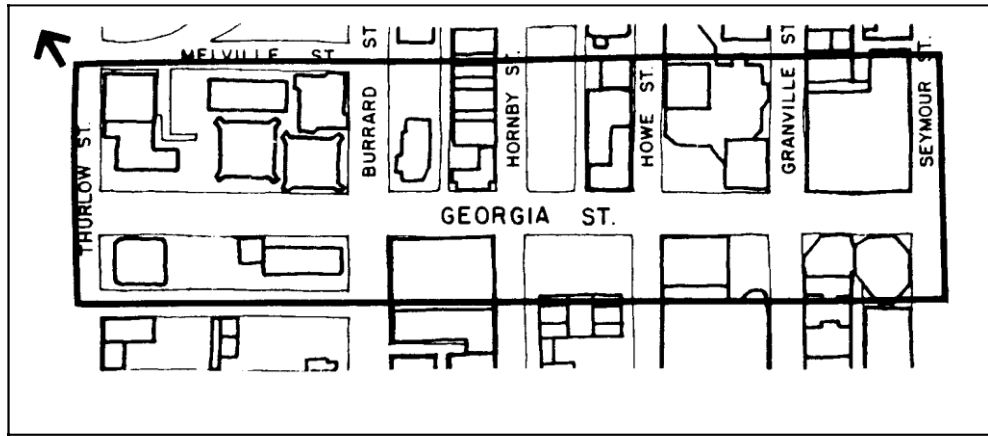 MELVILLE ST.
THURLOW ST.
BURRARD ST
HORNBY ST.
HOWE ST.
GRANVILLE ST
SEYMOUR ST.
GEORGIA ST.